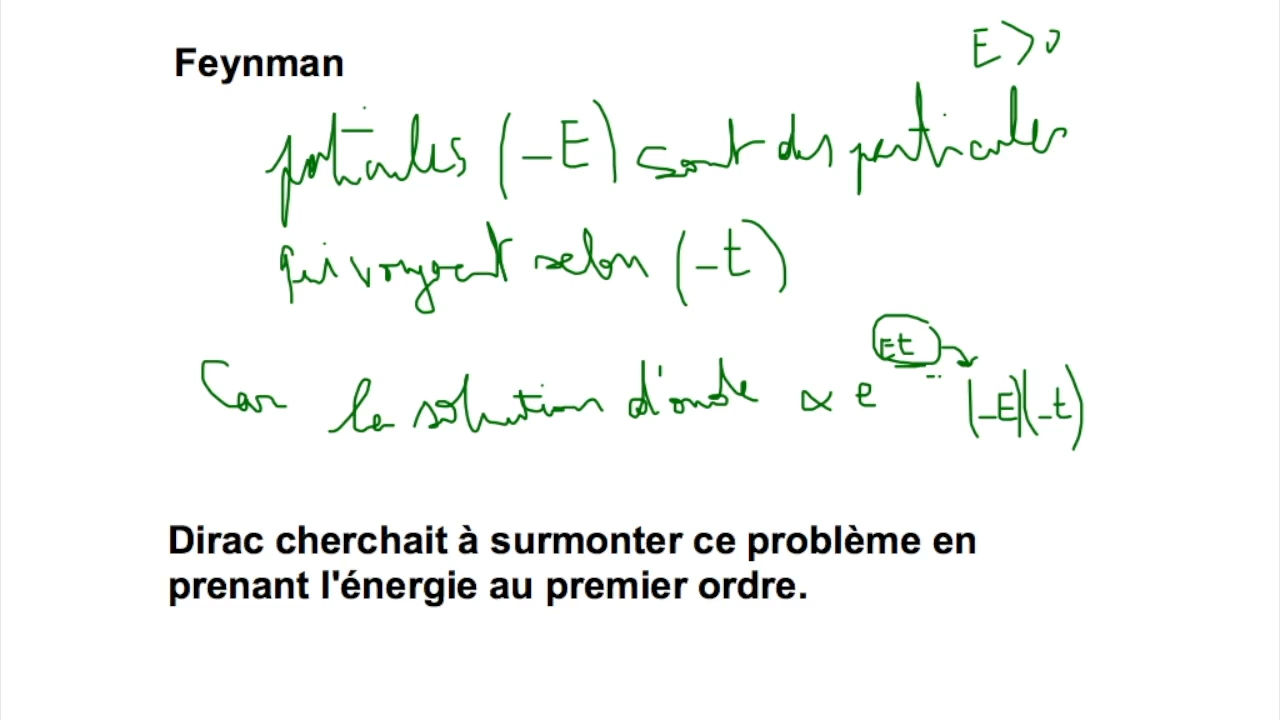 Feynman
E > 0
particules (-E) sont des particules
qui voyagent selon (-t)
Car la solution d'onde ∝ e^Et.. → (-E)(-t)
Dirac cherchait à surmonter ce problème en
prenant l'énergie au premier ordre.